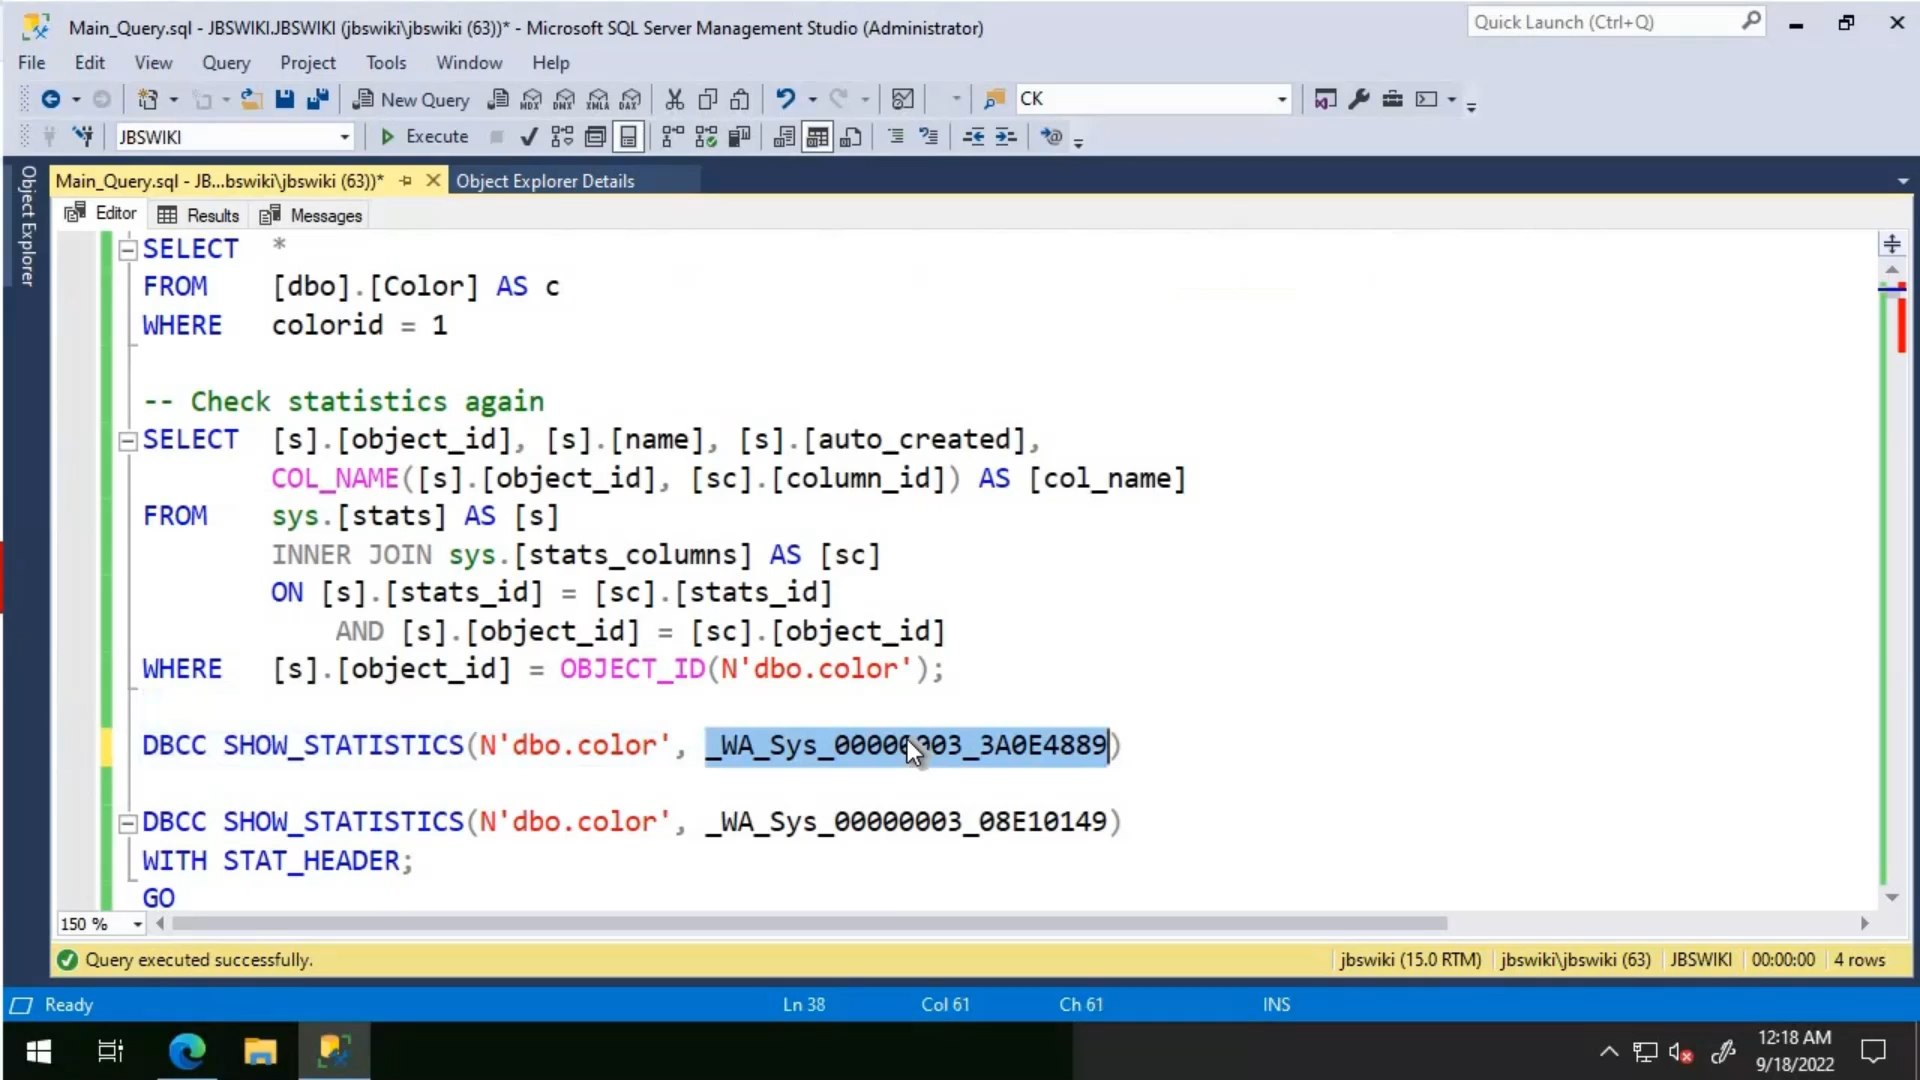 Main_Query.sql - JBSWIKI.JBSWIKI (jbswiki\jbswiki (63))* - Microsoft SQL Server Management Studio (Administrator)
Quick Launch (Ctrl+Q)
File Edit View Query Project Tools Window Help
New Query
MDX
DMX
XMLA
DAX
CK
JBSWIKI
Execute
Object Explorer
Main_Query.sql - JB...bswiki\jbswiki (63))*
Object Explorer Details
Editor
Results
Messages
SELECT *
FROM [dbo].[Color] AS c
WHERE colorid = 1
-- Check statistics again
SELECT [s].[object_id], [s].[name], [s].[auto_created],
COL_NAME([s].[object_id], [sc].[column_id]) AS [col_name]
FROM sys.[stats] AS [s]
INNER JOIN sys.[stats_columns] AS [sc]
ON [s].[stats_id] = [sc].[stats_id]
AND [s].[object_id] = [sc].[object_id]
WHERE [s].[object_id] = OBJECT_ID(N'dbo.color');
DBCC SHOW_STATISTICS(N'dbo.color', _WA_Sys_00000003_3A0E4889)
DBCC SHOW_STATISTICS(N'dbo.color', _WA_Sys_00000003_08E10149)
WITH STAT_HEADER;
GO
150 %
Query executed successfully.
jbswiki (15.0 RTM)
jbswiki\jbswiki (63)
JBSWIKI
00:00:00
4 rows
Ready
Ln 38
Col 61
Ch 61
INS
12:18 AM
9/18/2022